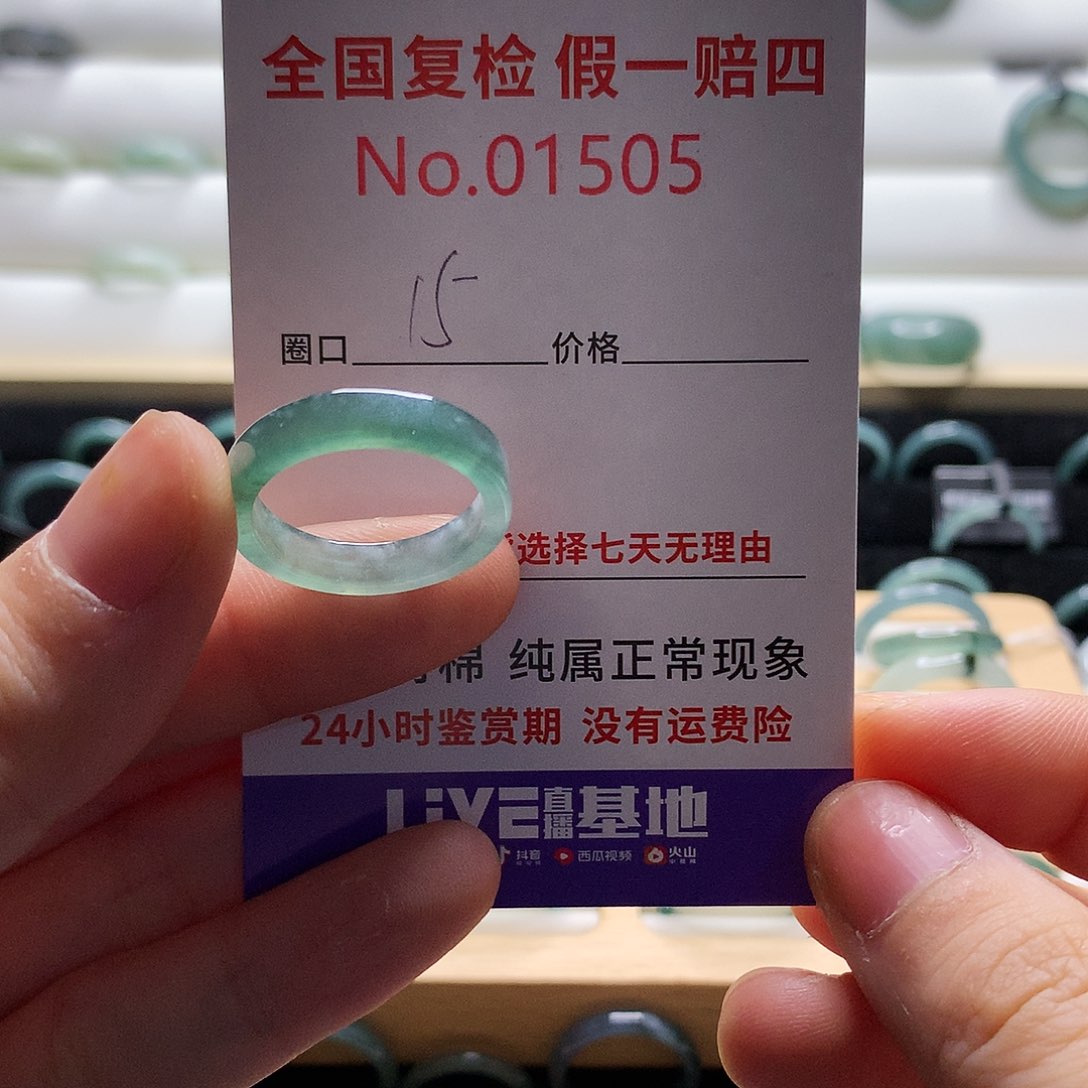 全国复检 假一赔四
No.01505
15
圈口 价格
选择七天无理由
棉 纯属正常现象
24小时鉴赏期 没有运费险
LiVE直播基地
抖音 西瓜视频 火山